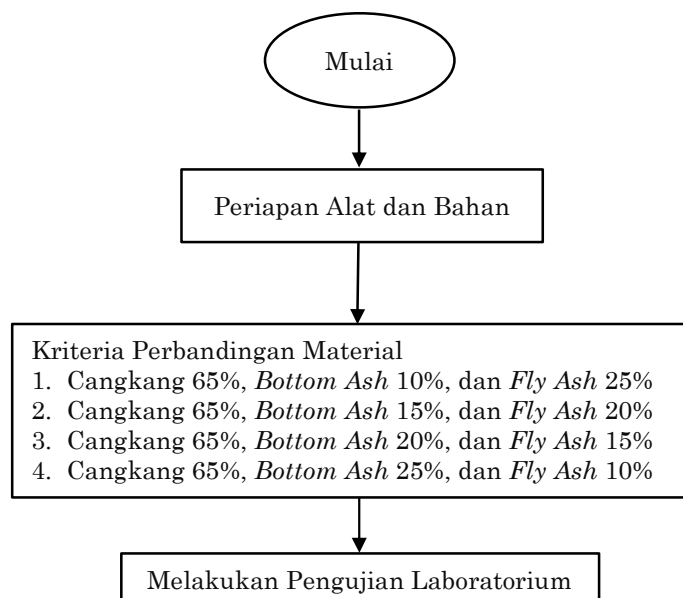 Mulai
Periapan Alat dan Bahan
Kriteria Perbandingan Material
1. Cangkang 65%, Bottom Ash 10%, dan Fly Ash 25%
2. Cangkang 65%, Bottom Ash 15%, dan Fly Ash 20%
3. Cangkang 65%, Bottom Ash 20%, dan Fly Ash 15%
4. Cangkang 65%, Bottom Ash 25%, dan Fly Ash 10%
Melakukan Pengujian Laboratorium